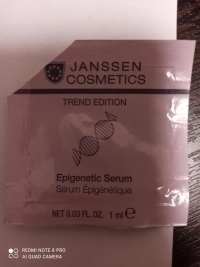 JANSSEN
COSMETICS
TREND EDITION
Epigenetic Serum
Sérum Épigénétique
NET 0.03 FL. OZ. 1 ml ℮
REDMI NOTE 8 PRO
AI QUAD CAMERA